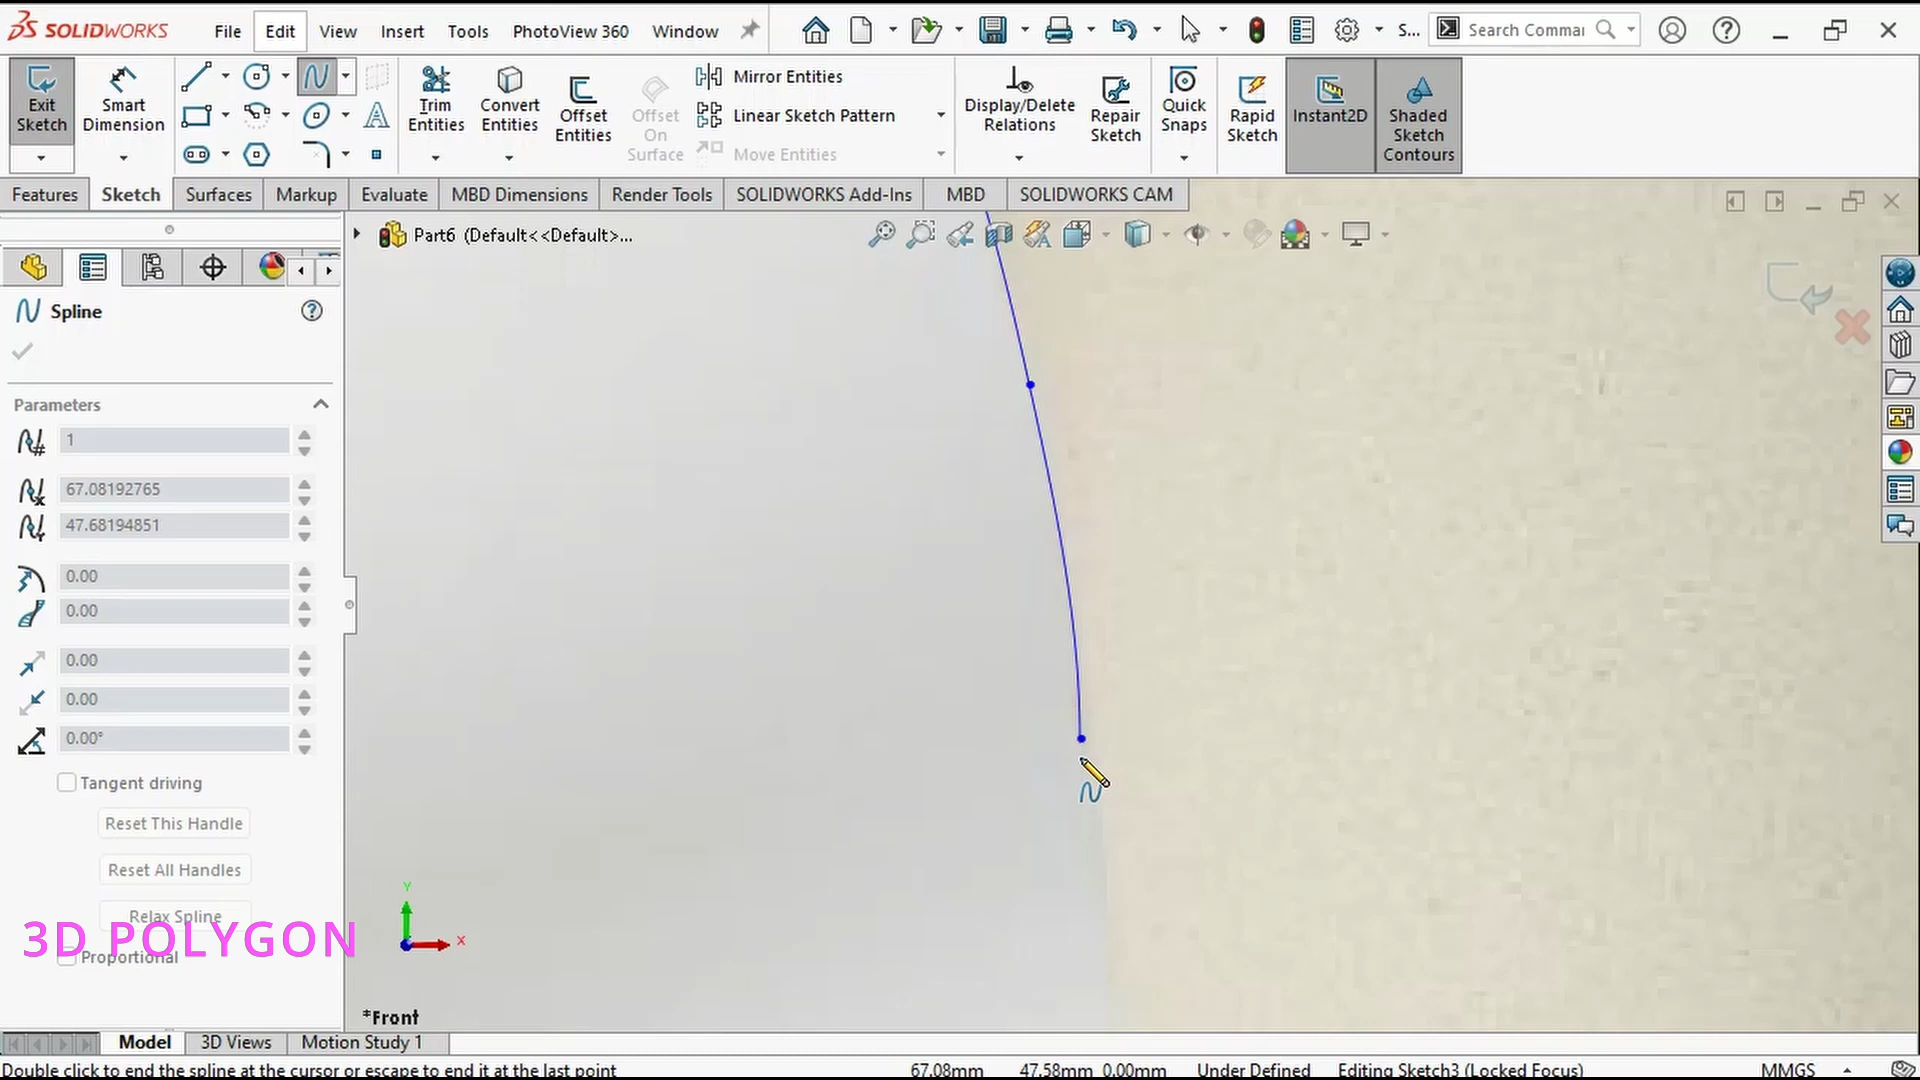 SOLIDWORKS File Edit View Insert Tools PhotoView 360 Window S... Search Commai
Exit Sketch
Smart Dimension
Trim Entities
Convert Entities
Offset Entities
Offset On Surface
Mirror Entities
Linear Sketch Pattern
Move Entities
Display/Delete Relations
Repair Sketch
Quick Snaps
Rapid Sketch
Instant2D
Shaded Sketch Contours
Features Sketch Surfaces Markup Evaluate MBD Dimensions Render Tools SOLIDWORKS Add-Ins MBD SOLIDWORKS CAM
Part6 (Default<<Default>...
Spline
Parameters
1
67.08192765
47.68194851
0.00
0.00
0.00
0.00
0.00°
Tangent driving
Reset This Handle
Reset All Handles
Relax Spline
3D POLYGON
Proportional
Y
X
*Front
Model 3D Views Motion Study 1
Double click to end the spline at the cursor or escape to end it at the last point 67.08mm 47.58mm 0.00mm Under Defined Editing Sketch3 (Locked Focus) MMGS